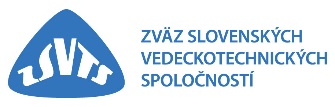 ZSVTS
ZVÄZ SLOVENSKÝCH
VEDECKOTECHNICKÝCH
SPOLOČNOSTÍ